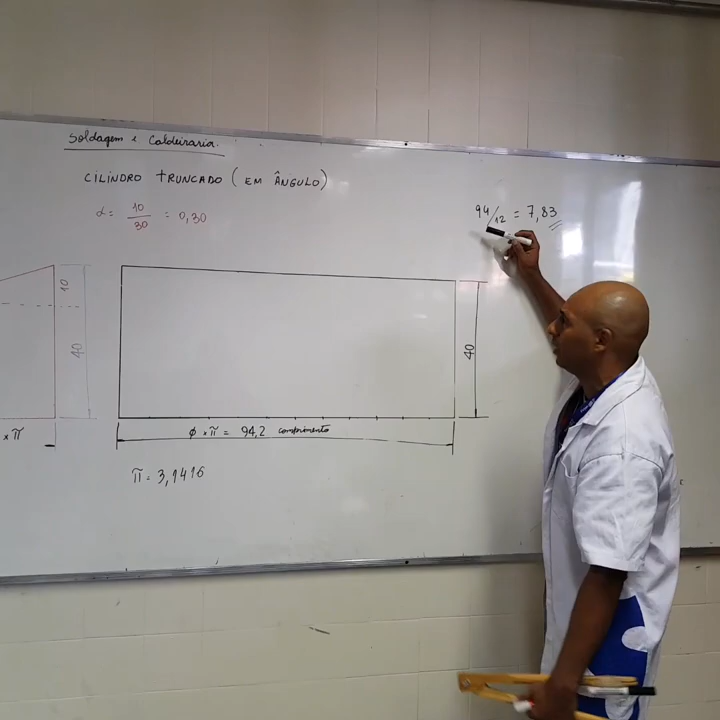 Soldagem e Caldeiraria.
CILINDRO TRUNCADO (EM ÂNGULO)
α = 10/30 = 0,30
94/12 = 7,83
10
40
40
x π
φ x π = 94,2 comprimento
π = 3,1416